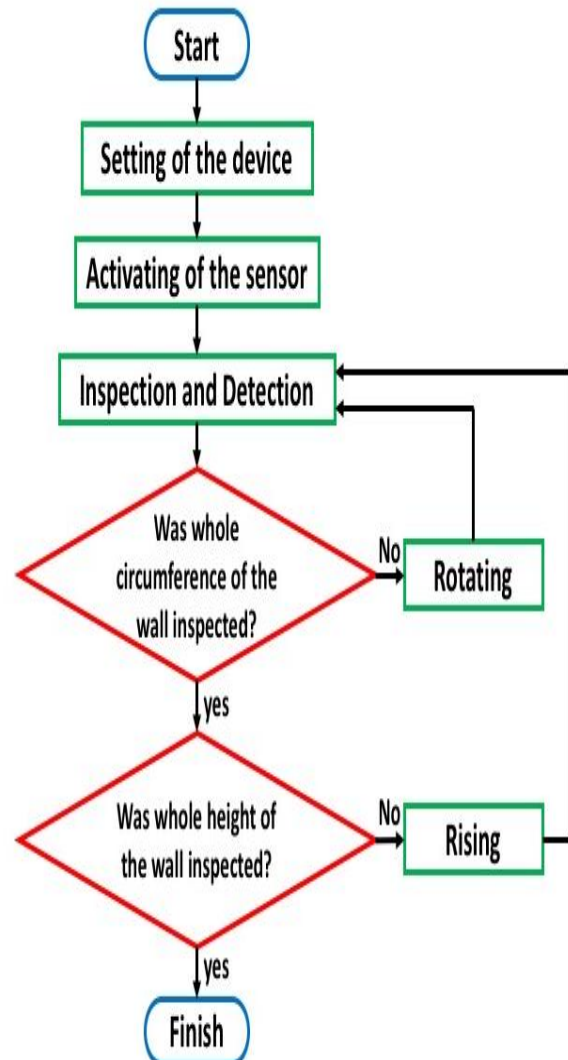 Start
Setting of the device
Activating of the sensor
Inspection and Detection
Was whole
circumference of the
wall inspected?
No
Rotating
yes
Was whole height of
the wall inspected?
No
Rising
yes
Finish